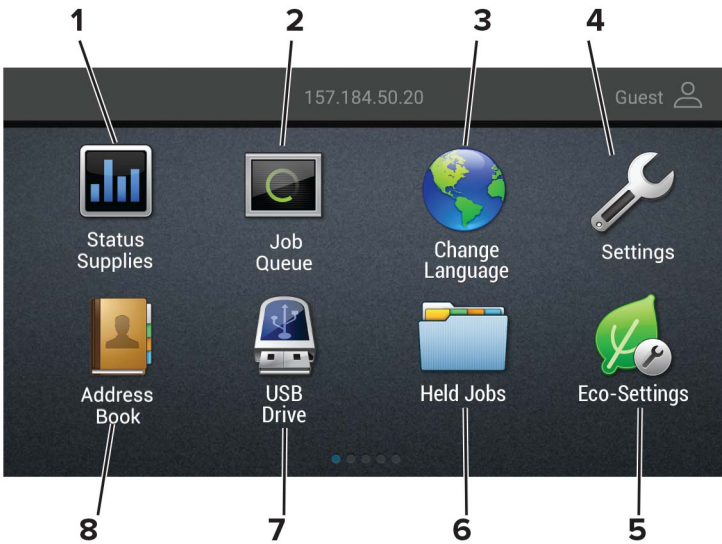 1 2 3 4
157.184.50.20 Guest
Status
Supplies
Job
Queue
Change
Language
Settings
Address
Book
USB
Drive
Held Jobs
Eco-Settings
8 7 6 5